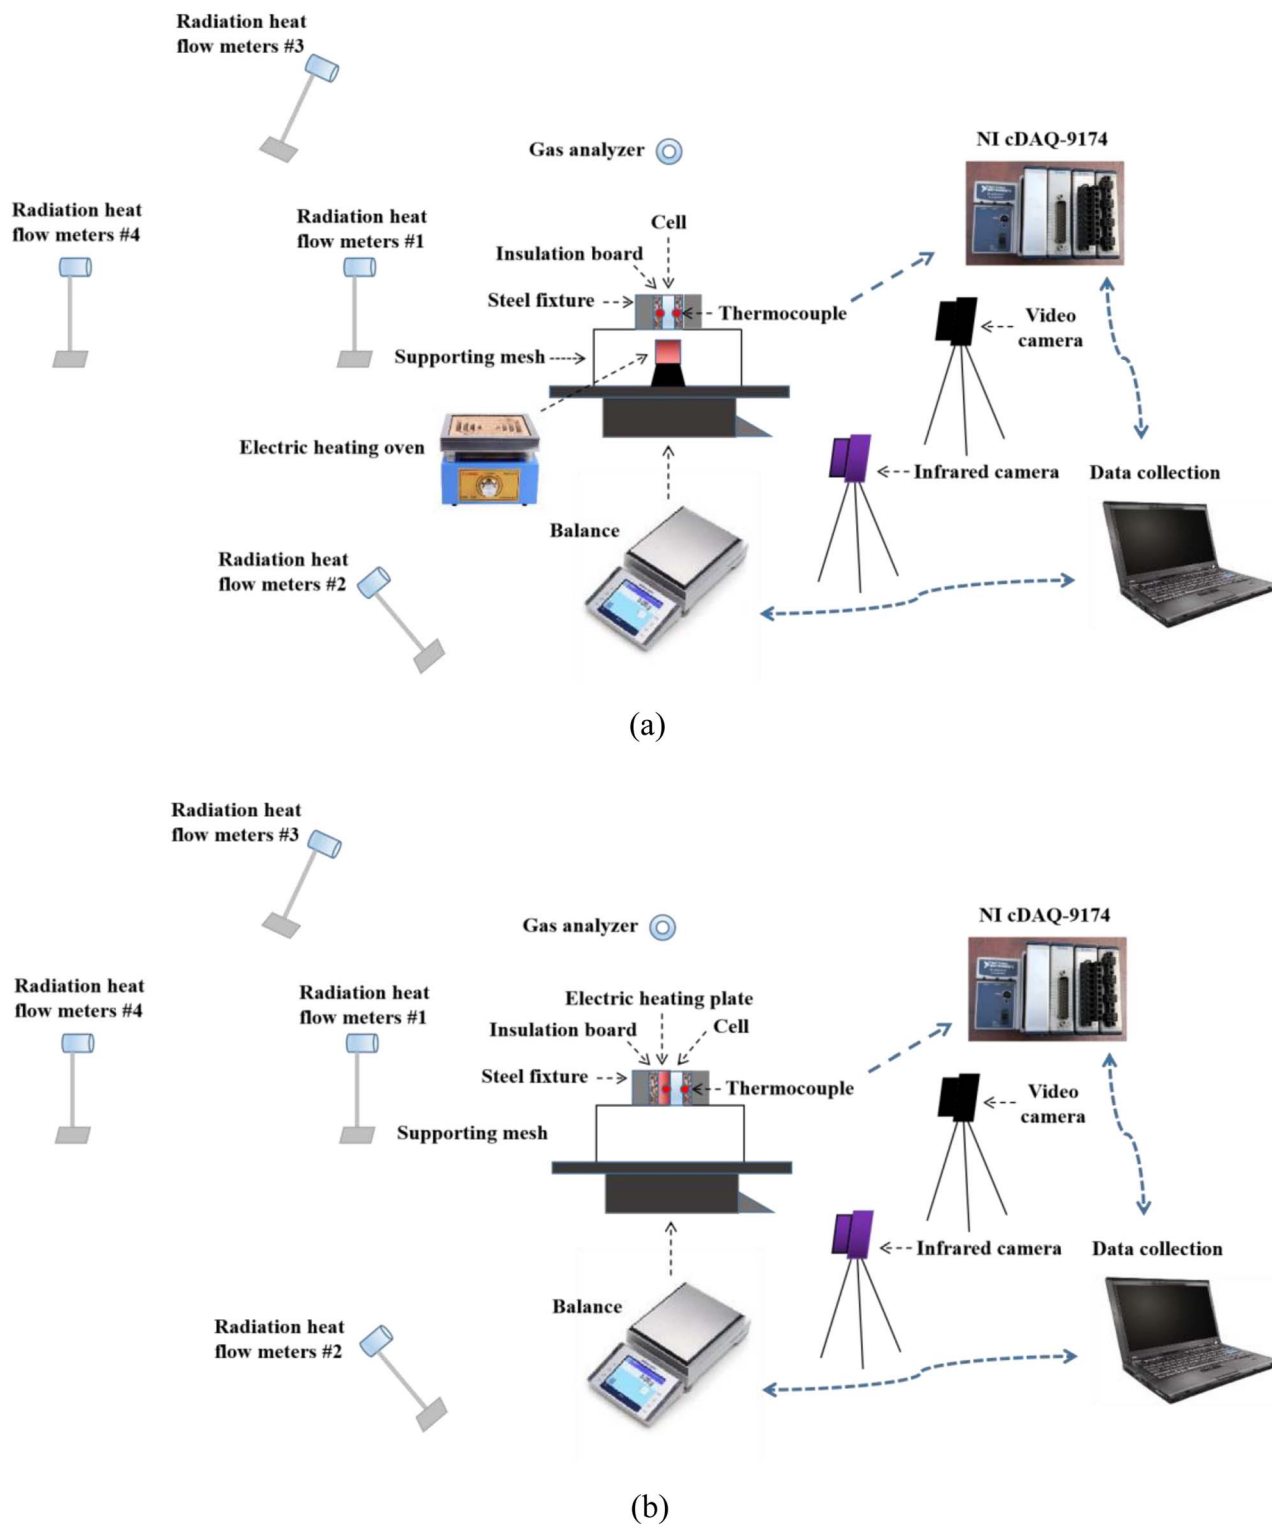 Radiation heat
flow meters #3
Gas analyzer
NI cDAQ-9174
Radiation heat
flow meters #4
Radiation heat
flow meters #1
Cell
Insulation board
Steel fixture
Thermocouple
Video
camera
Supporting mesh
Electric heating oven
Infrared camera
Data collection
Balance
Radiation heat
flow meters #2
(a)
Radiation heat
flow meters #3
Gas analyzer
NI cDAQ-9174
Radiation heat
flow meters #4
Radiation heat
flow meters #1
Electric heating plate
Insulation board
Cell
Steel fixture
Thermocouple
Video
camera
Supporting mesh
Infrared camera
Data collection
Balance
Radiation heat
flow meters #2
(b)